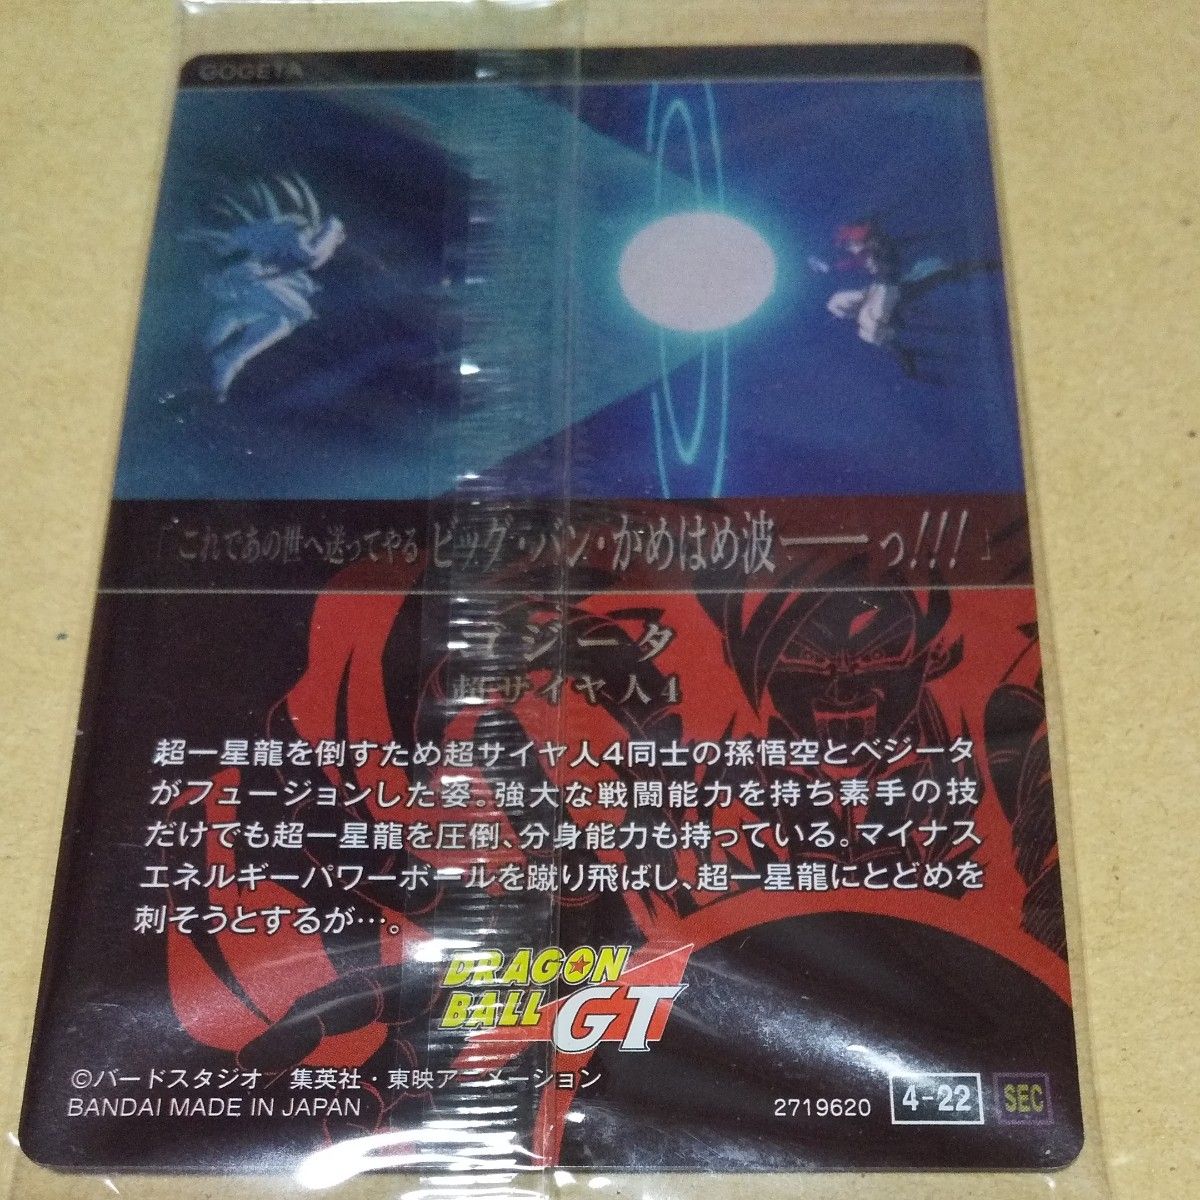 GOGETA
「これであの世へ送ってやる ビッグ・バン・かめはめ波――っ!!!」
ゴジータ
超サイヤ人4
超一星龍を倒すため超サイヤ人4同士の孫悟空とベジータ
がフュージョンした姿。強大な戦闘能力を持ち素手の技
だけでも超一星龍を圧倒、分身能力も持っている。マイナス
エネルギーパワーボールを蹴り飛ばし、超一星龍にとどめを
刺そうとするが…。
DRAGON
BALL GT
©バードスタジオ／集英社・東映アニメーション
BANDAI MADE IN JAPAN
2719620 4-22 SEC